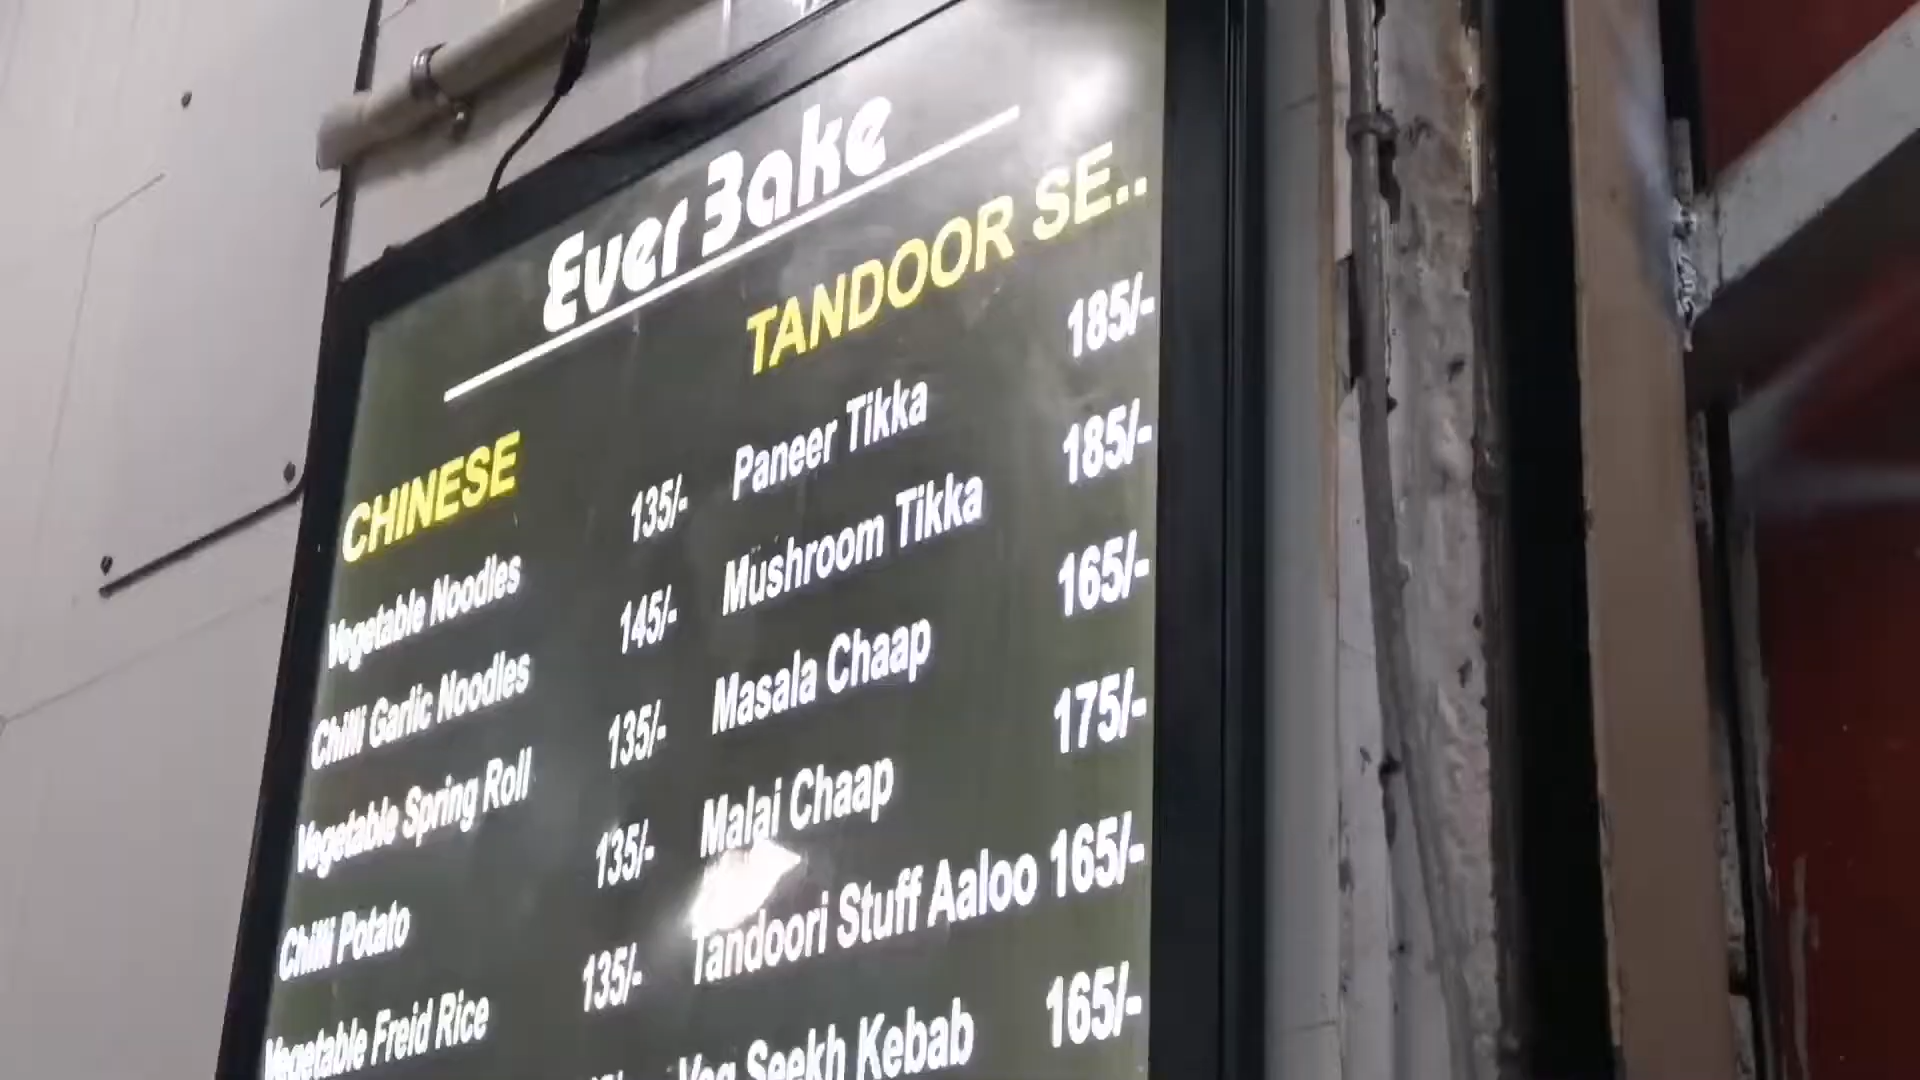 Ever Bake
CHINESE
Vegetable Noodles 135/-
Chilli Garlic Noodles 145/-
Vegetable Spring Roll 135/-
Chilli Potato 135/-
Vegetable Freid Rice 135/-
TANDOOR SE..
Paneer Tikka 185/-
Mushroom Tikka 185/-
Masala Chaap 165/-
Malai Chaap 175/-
Tandoori Stuff Aaloo 165/-
Veg Seekh Kebab 165/-